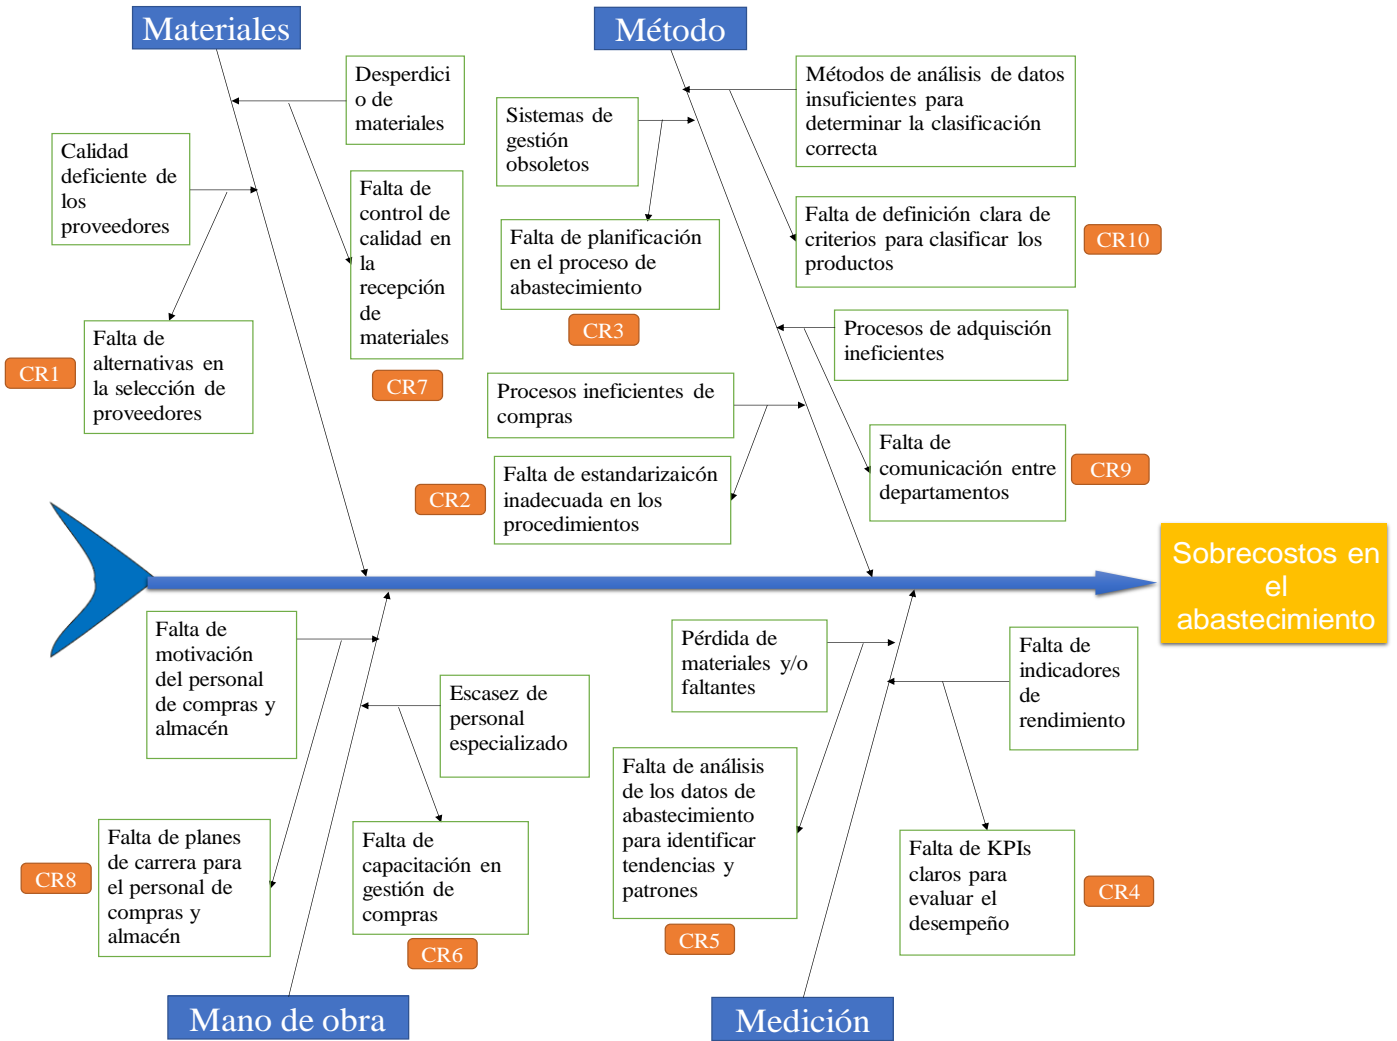 Materiales
Método
Desperdici
o de
materiales
Métodos de análisis de datos
insuficientes para
determinar la clasificación
correcta
Sistemas de
gestión
obsoletos
Calidad
deficiente de
los
proveedores
Falta de
control de
calidad en
la
recepción
de
materiales
Falta de planificación
en el proceso de
abastecimiento
Falta de definición clara de
criterios para clasificar los
productos
CR10
CR3
Procesos de adquisción
ineficientes
Falta de
alternativas en
la selección de
proveedores
CR1
CR7
Procesos ineficientes de
compras
Falta de
comunicación entre
departamentos
CR9
Falta de estandarizaicón
inadecuada en los
procedimientos
CR2
Sobrecostos en
el
abastecimiento
Falta de
motivación
del personal
de compras y
almacén
Pérdida de
materiales y/o
faltantes
Falta de
indicadores
de
rendimiento
Escasez de
personal
especializado
Falta de análisis
de los datos de
abastecimiento
para identificar
tendencias y
patrones
Falta de planes
de carrera para
el personal de
compras y
almacén
CR8
Falta de
capacitación en
gestión de
compras
Falta de KPIs
claros para
evaluar el
desempeño
CR4
CR5
CR6
Mano de obra
Medición